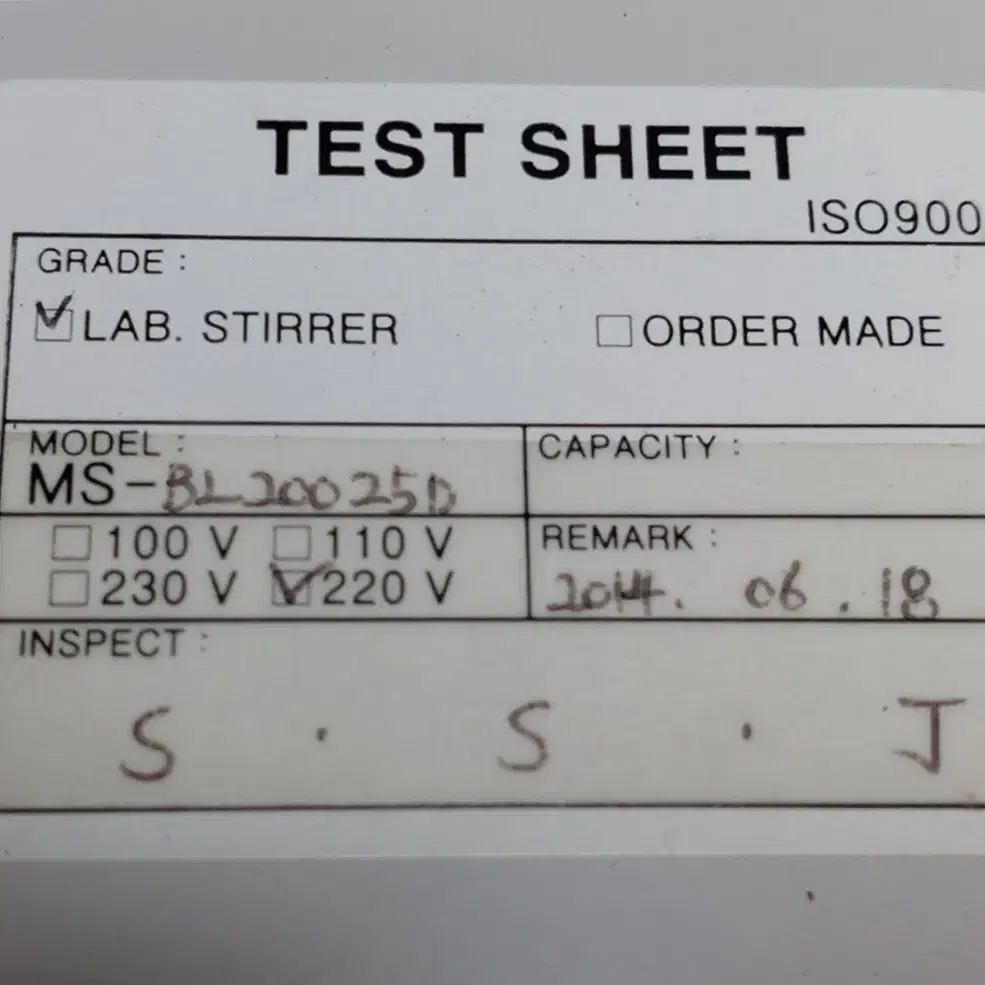 TEST SHEET
ISO900
GRADE :
☑ LAB. STIRRER ☐ ORDER MADE
MODEL : CAPACITY :
MS-BL20025D
☐ 100 V ☐ 110 V REMARK :
☐ 230 V ☑ 220 V 2014. 06. 18
INSPECT :
S . S . J